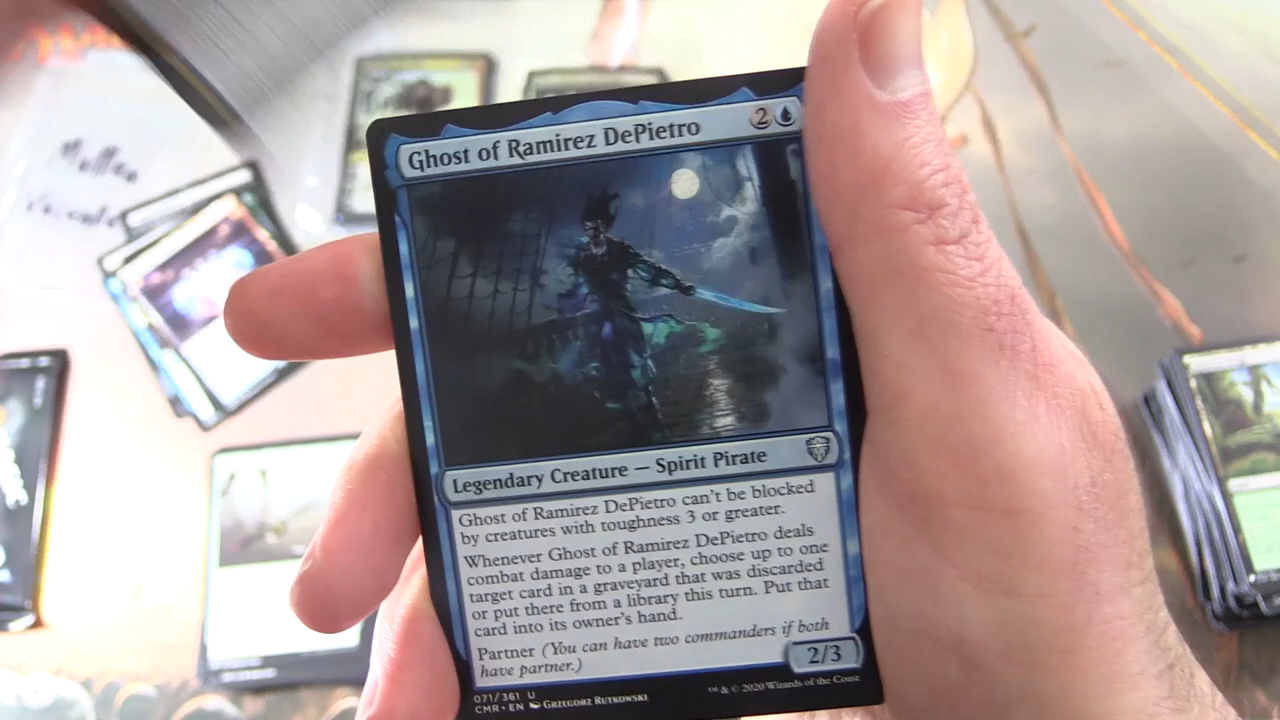 Ghost of Ramirez DePietro 2
Legendary Creature — Spirit Pirate
Ghost of Ramirez DePietro can't be blocked
by creatures with toughness 3 or greater.
Whenever Ghost of Ramirez DePietro deals
combat damage to a player, choose up to one
target card in a graveyard that was discarded
or put there from a library this turn. Put that
card into its owner's hand.
Partner (You can have two commanders if both
have partner.)
2/3
071/361 U
CMR • EN Grzegorz Rutkowski
™ & © 2020 Wizards of the Coast